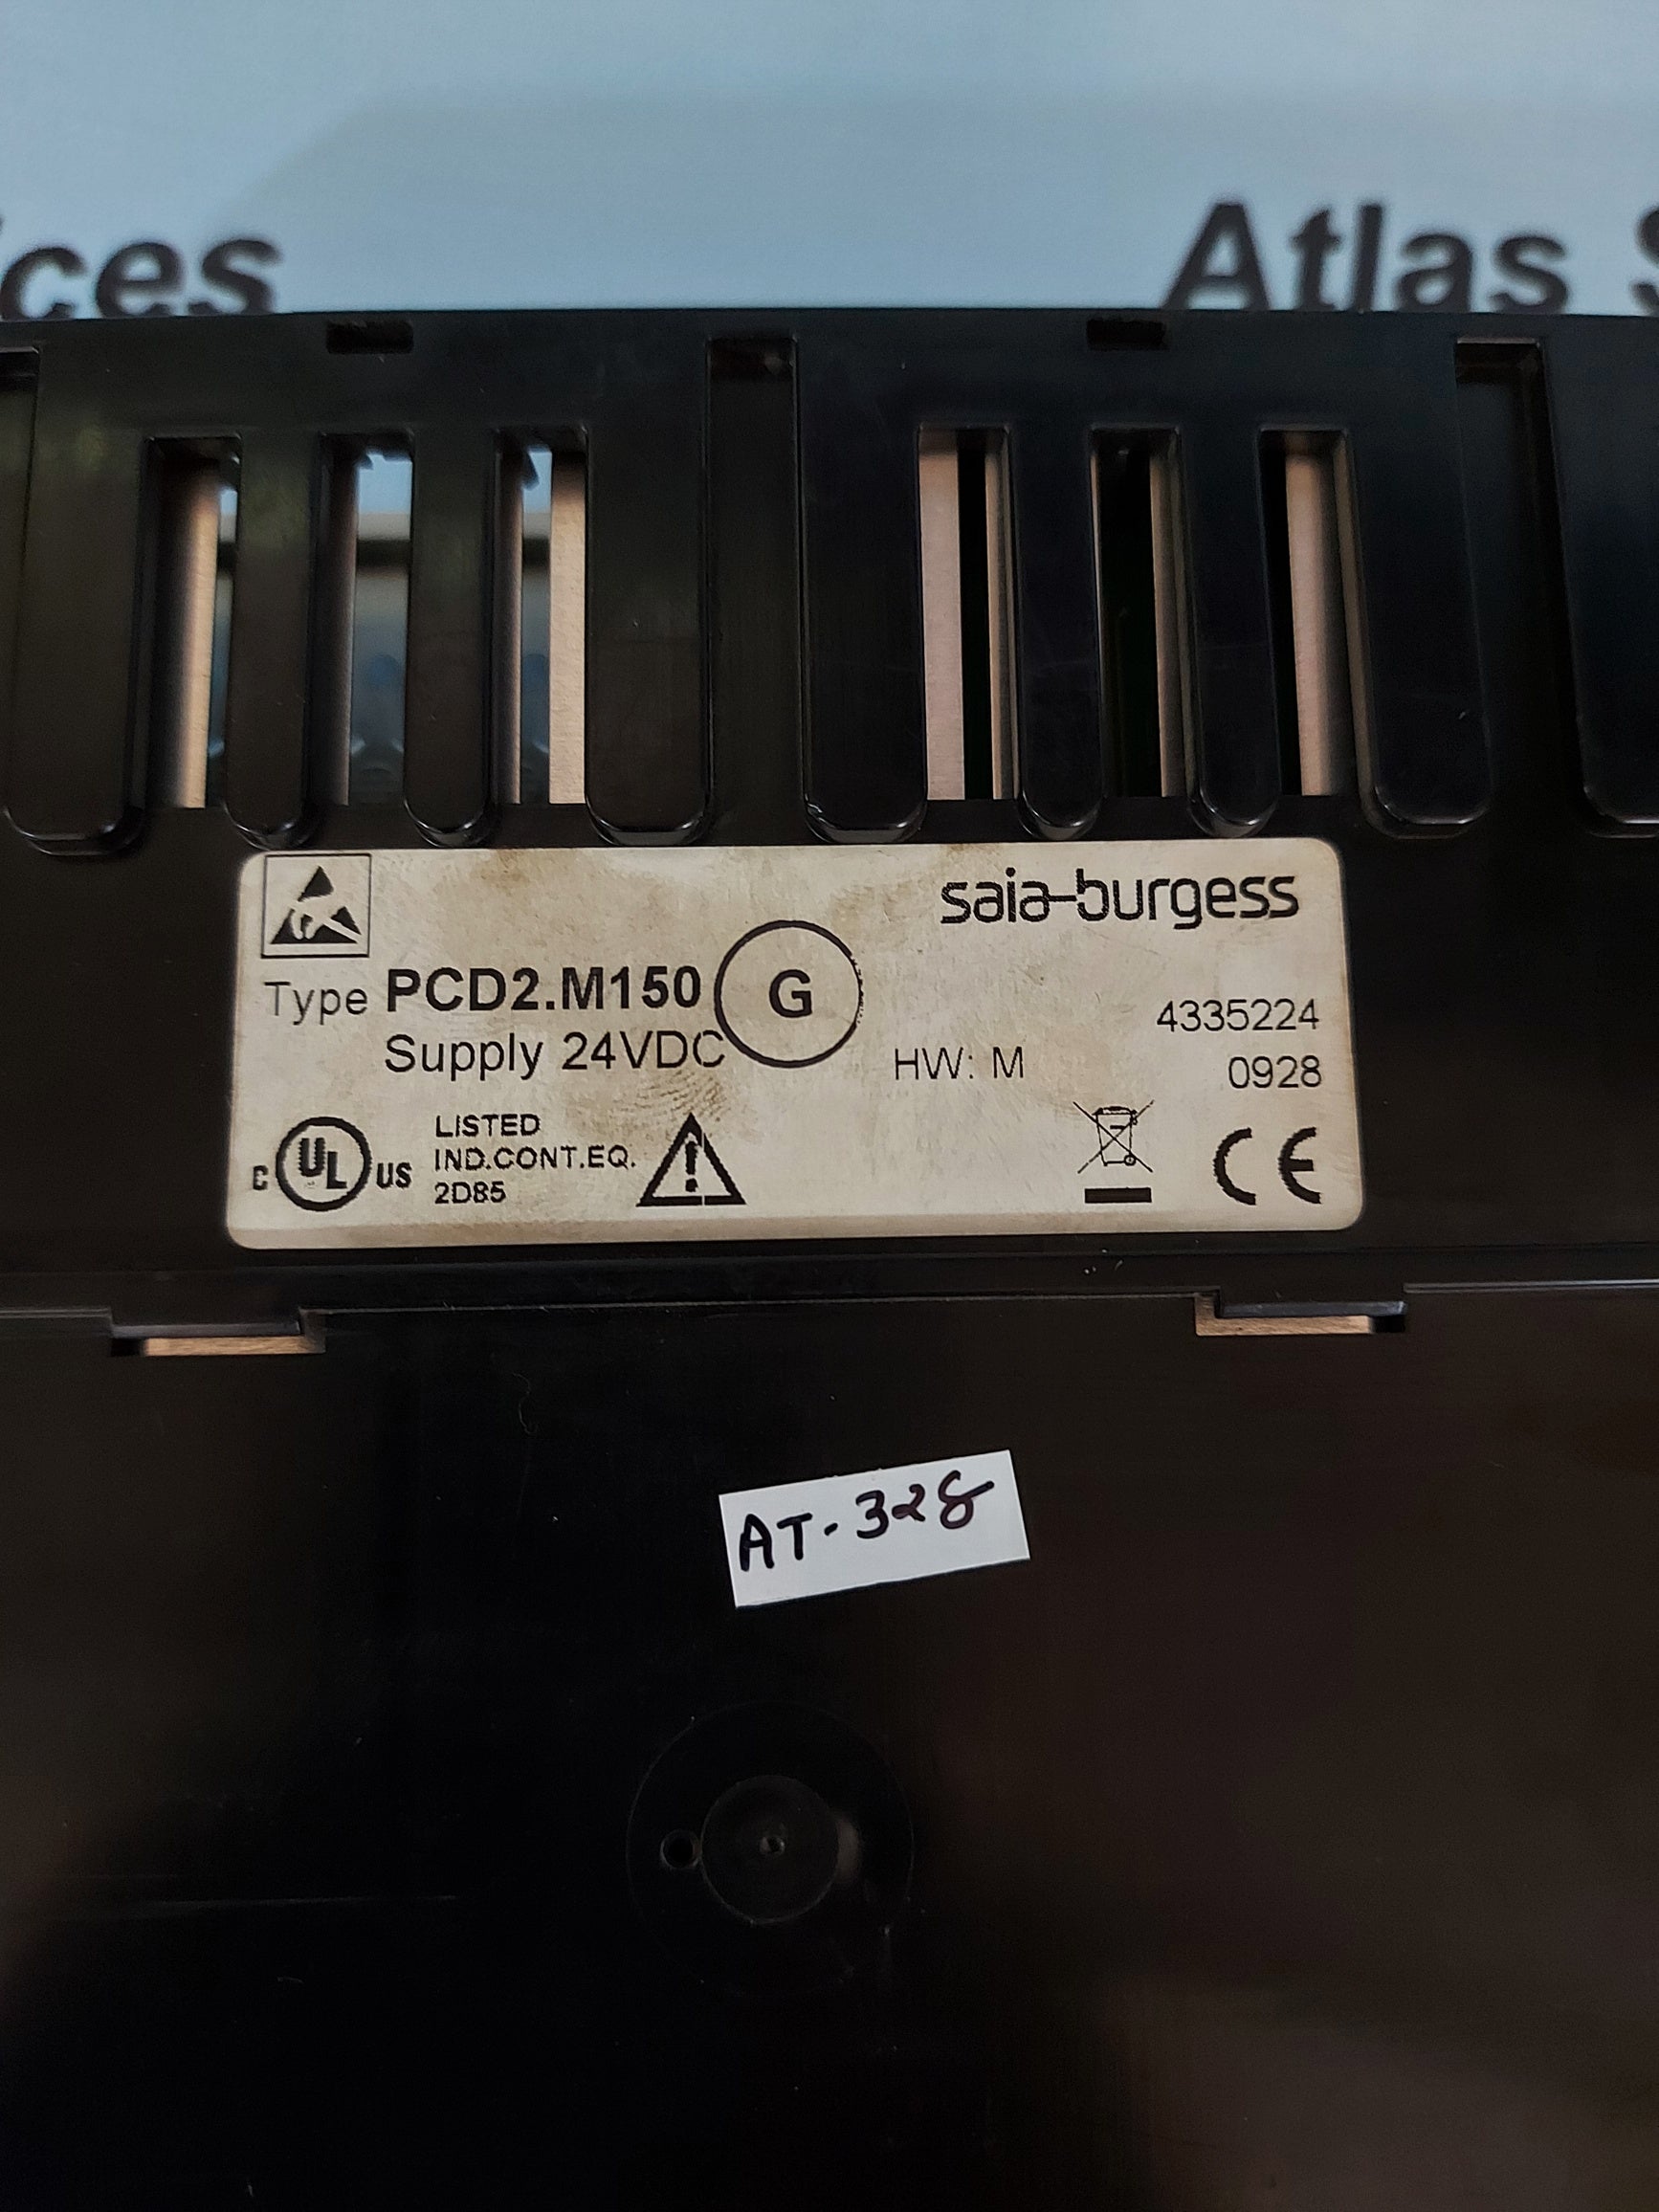 ces
Atlas S
saia-burgess
Type PCD2.M150 G
Supply 24VDC
4335224
HW: M
0928
C UL US
LISTED
IND.CONT.EQ.
2D85
!
CE
AT-328